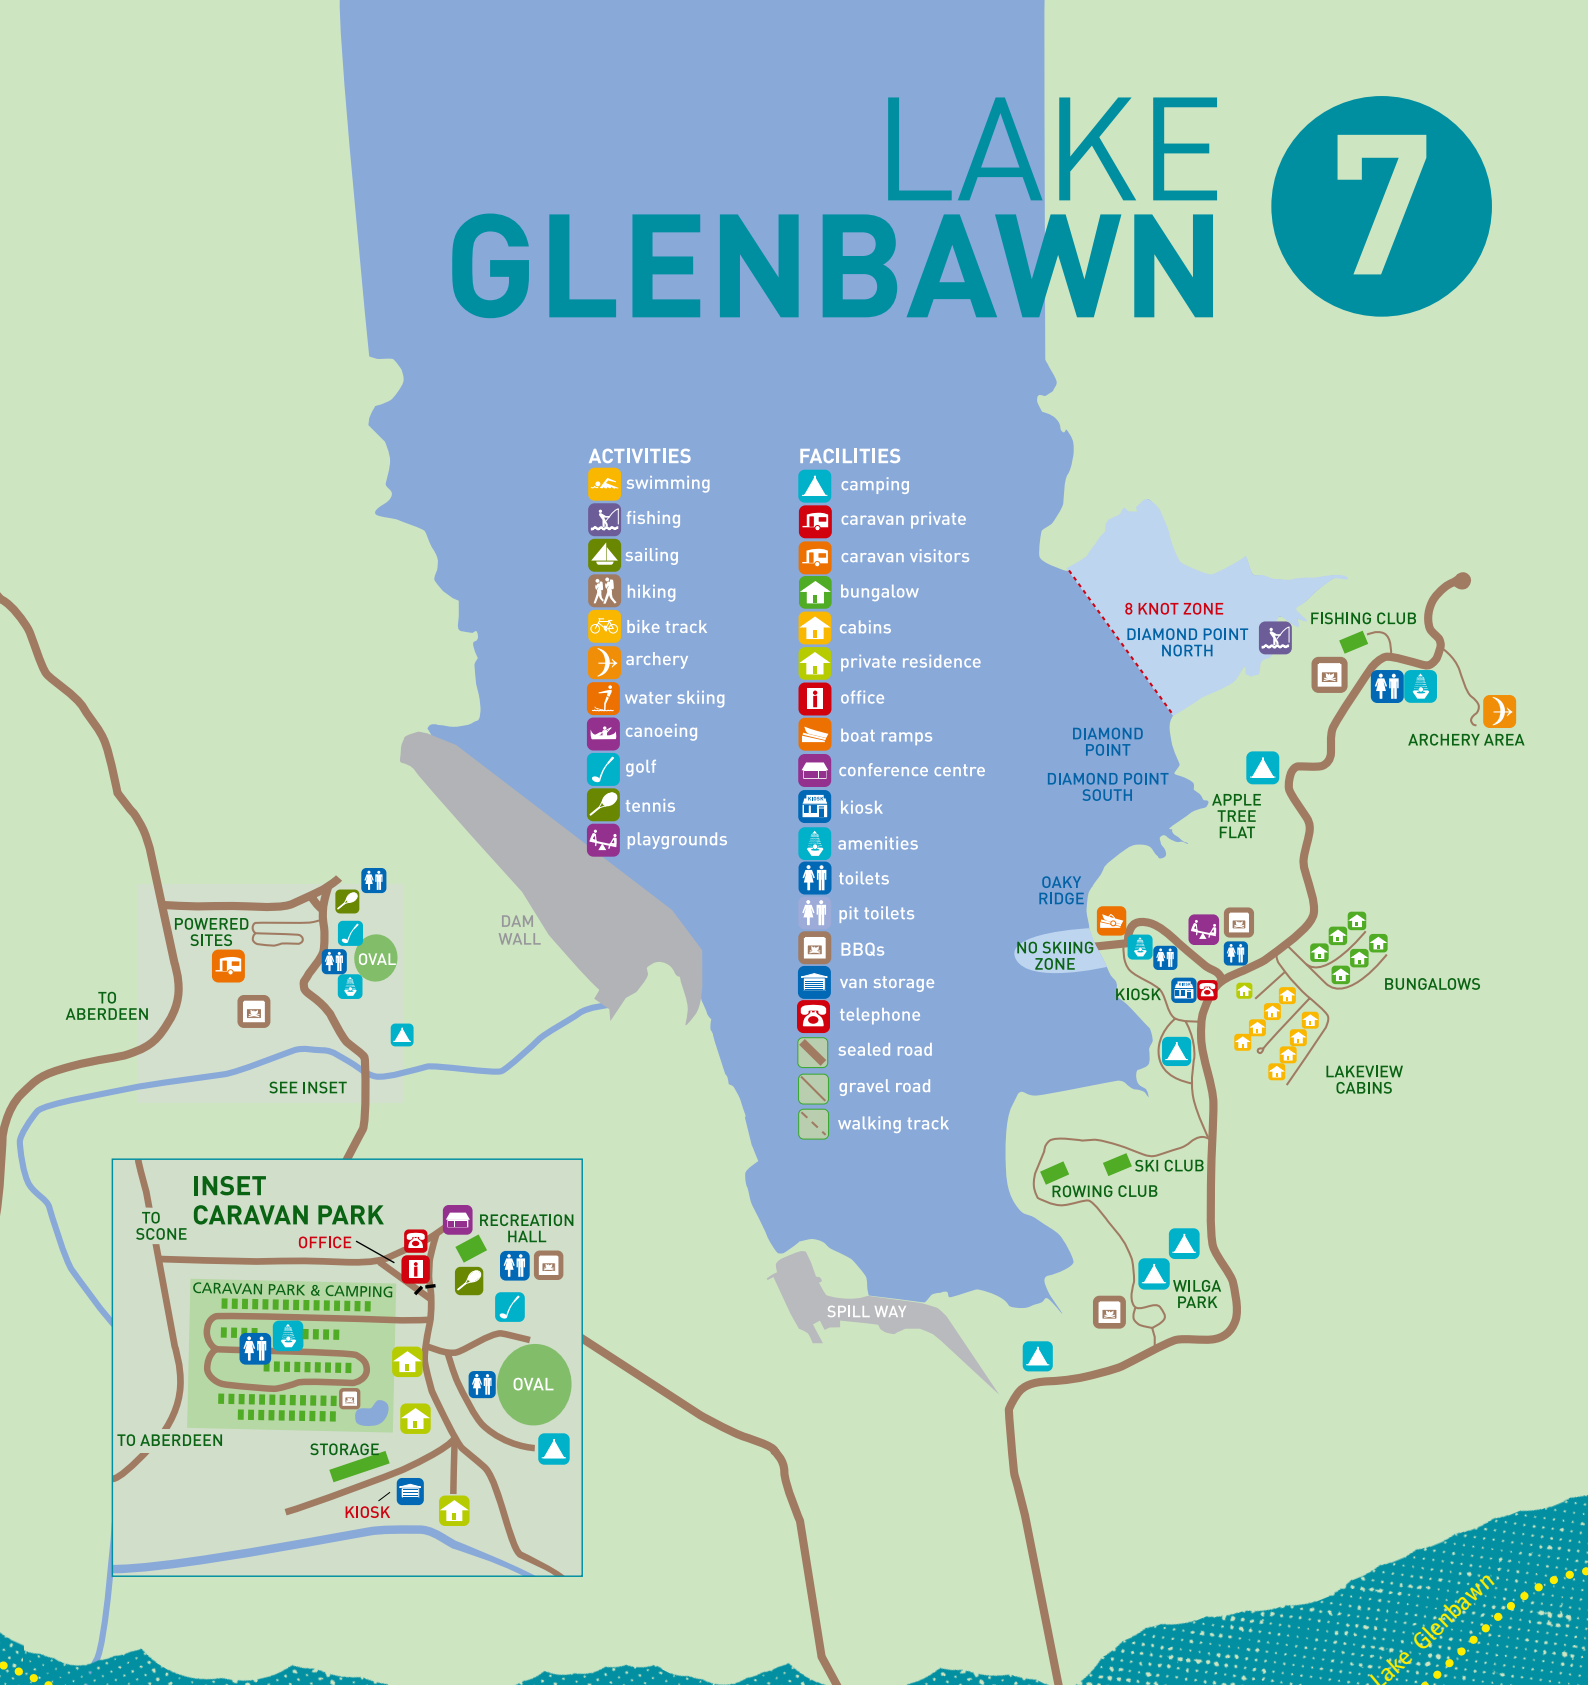 LAKE
GLENBAWN
7
ACTIVITIES
swimming
fishing
sailing
hiking
bike track
archery
water skiing
canoeing
golf
tennis
playgrounds
FACILITIES
camping
caravan private
caravan visitors
bungalow
cabins
private residence
office
boat ramps
conference centre
KIOSK
kiosk
amenities
toilets
pit toilets
BBQs
van storage
telephone
sealed road
gravel road
walking track
8 KNOT ZONE
DIAMOND POINT
NORTH
FISHING CLUB
ARCHERY AREA
DIAMOND
POINT
DIAMOND POINT
SOUTH
APPLE
TREE
FLAT
OAKY
RIDGE
NO SKIING
ZONE
KIOSK
KIOSK
BUNGALOWS
LAKEVIEW
CABINS
SKI CLUB
ROWING CLUB
WILGA
PARK
DAM
WALL
SPILL WAY
POWERED
SITES
OVAL
TO
ABERDEEN
SEE INSET
INSET
CARAVAN PARK
TO
SCONE
OFFICE
RECREATION
HALL
CARAVAN PARK & CAMPING
OVAL
TO ABERDEEN
STORAGE
KIOSK
Lake Glenbawn